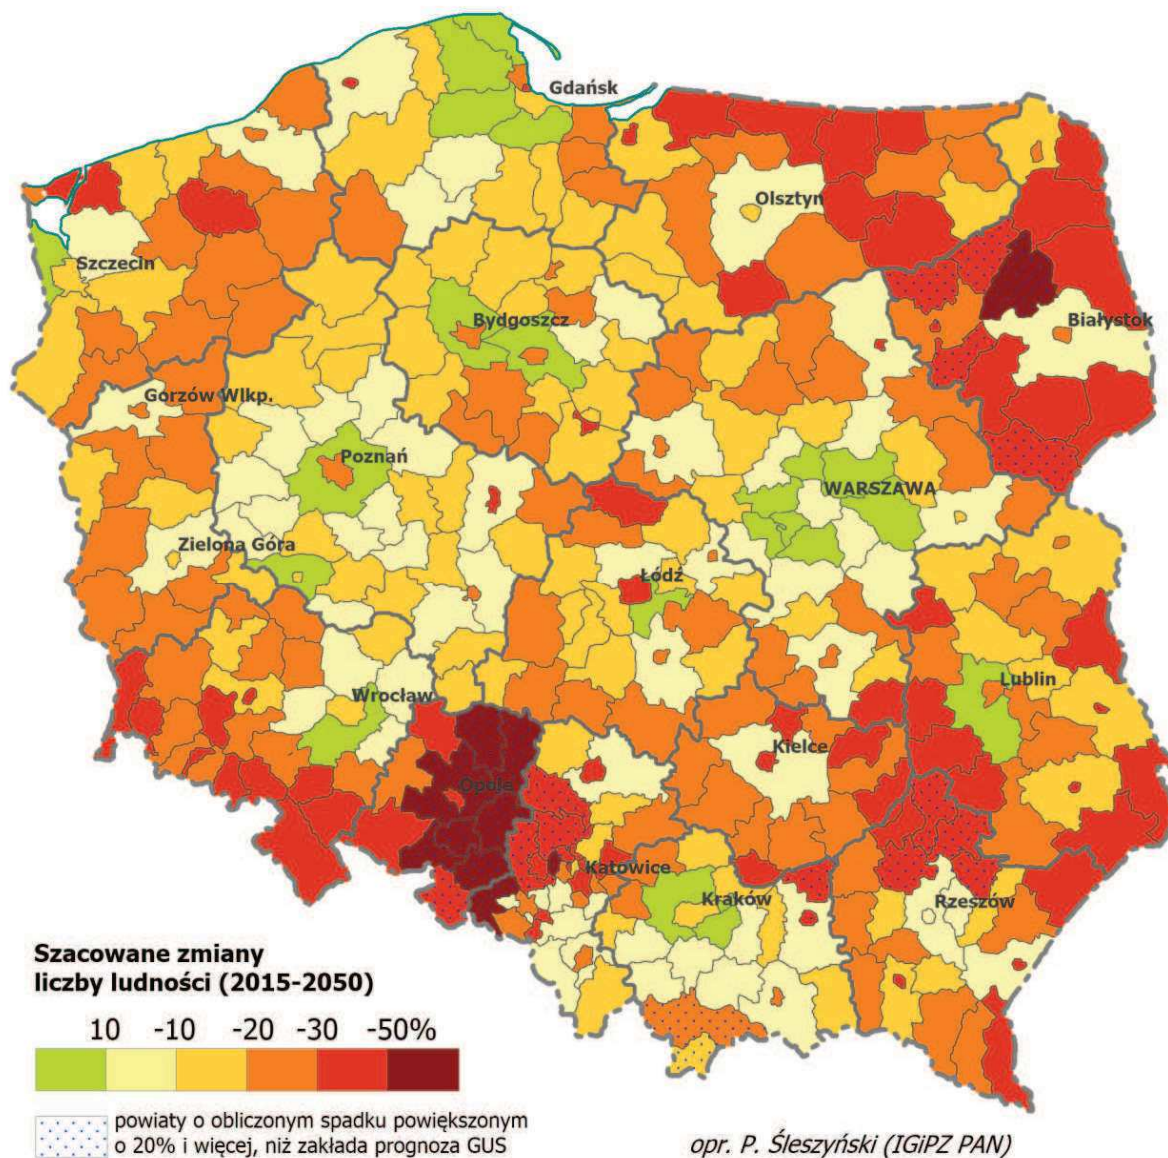 Gdańsk
Olsztyn
Szczecin
Białystok
Bydgoszcz
Gorzów Wlkp.
Poznań
WARSZAWA
Zielona Góra
Łódź
Lublin
Wrocław
Kielce
Opole
Katowice
Kraków
Rzeszów
Szacowane zmiany
liczby ludności (2015-2050)
10 -10 -20 -30 -50%
powiaty o obliczonym spadku powiększonym
o 20% i więcej, niż zakłada prognoza GUS
opr. P. Śleszyński (IGiPZ PAN)